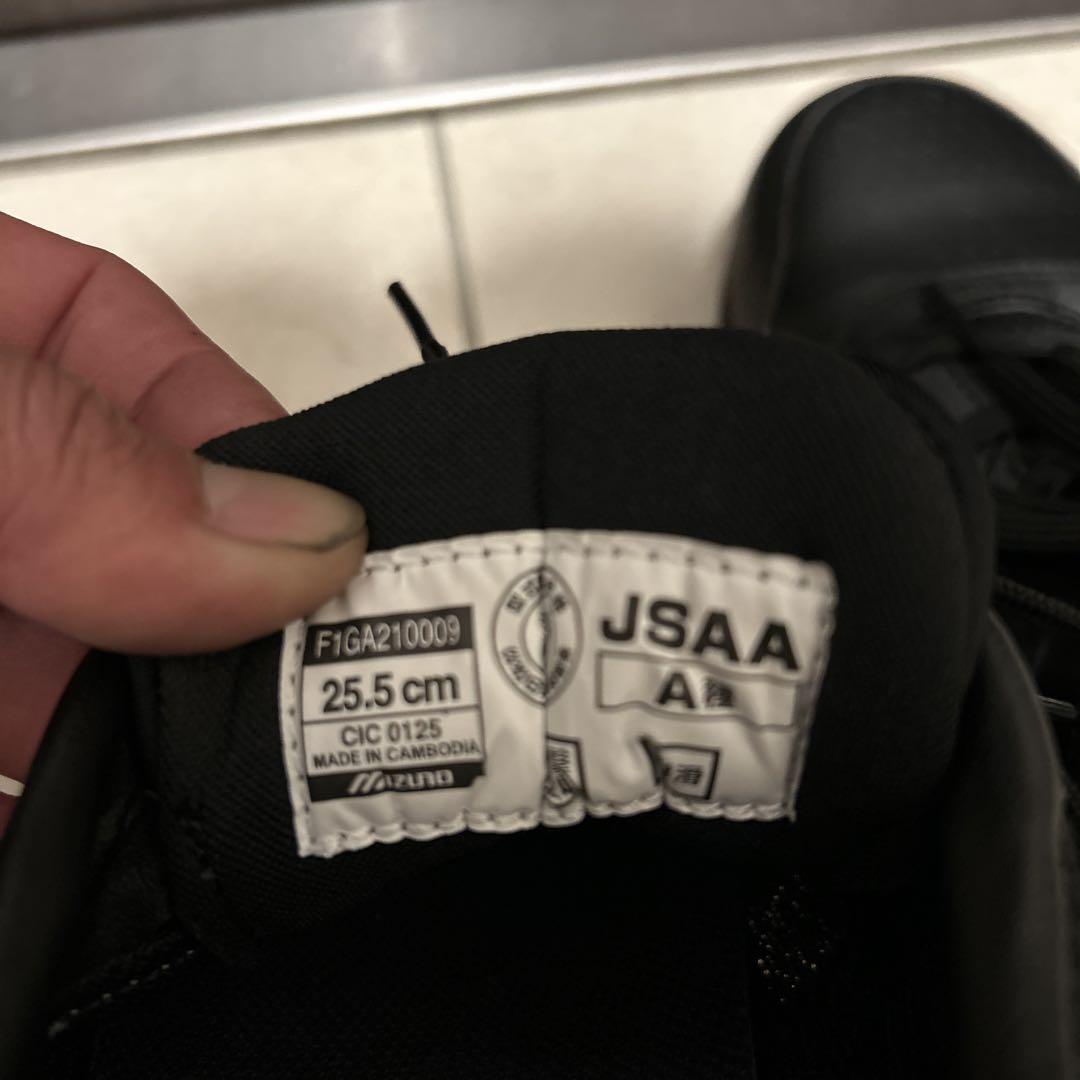 F1GA210009
25.5 cm
CIC 0125
MADE IN CAMBODIA
MIZUNO
JSAA
A種